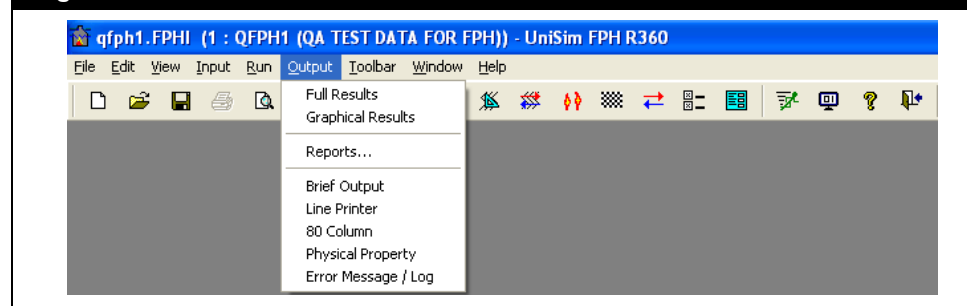 qfph1.FPHI (1 : QFPH1 (QA TEST DATA FOR FPH)) - UniSim FPH R360
File Edit View Input Run Output Toolbar Window Help
Full Results
Graphical Results
Reports...
Brief Output
Line Printer
80 Column
Physical Property
Error Message / Log